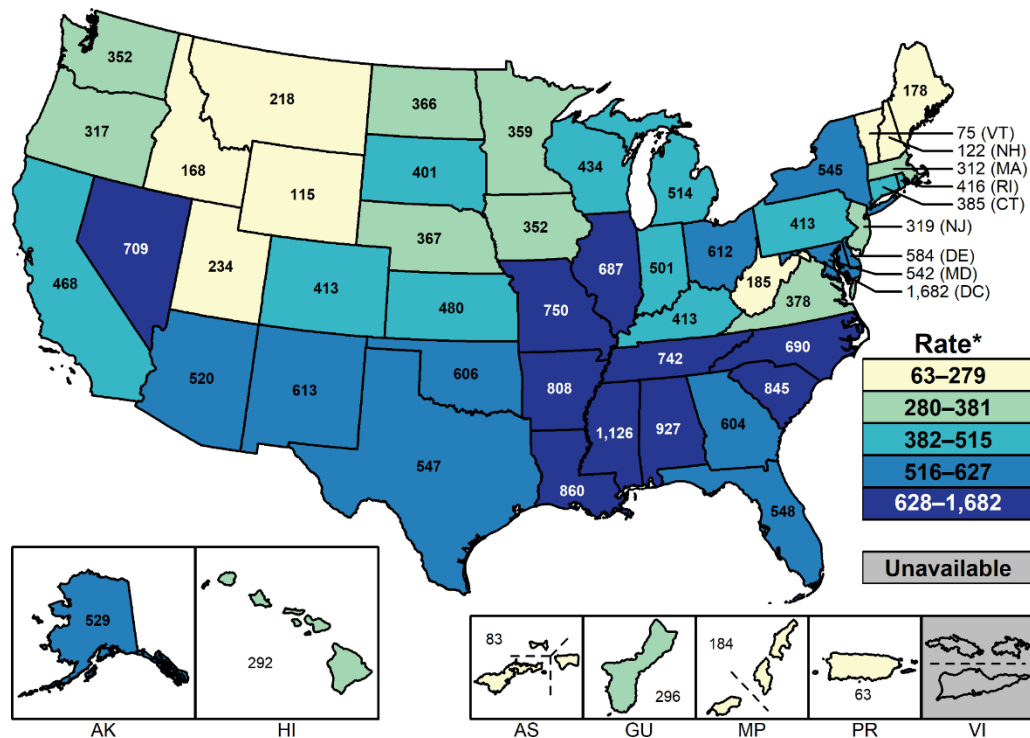 352
317
168
218
115
709
468
234
413
520
613
366
401
367
480
606
547
359
352
750
808
860
434
687
514
501
612
413
742
1,126
927
604
548
845
690
378
185
413
545
178
75 (VT)
122 (NH)
312 (MA)
416 (RI)
385 (CT)
319 (NJ)
584 (DE)
542 (MD)
1,682 (DC)
Rate*
63–279
280–381
382–515
516–627
628–1,682
Unavailable
529
AK
292
HI
83
AS
296
GU
184
MP
63
PR
VI